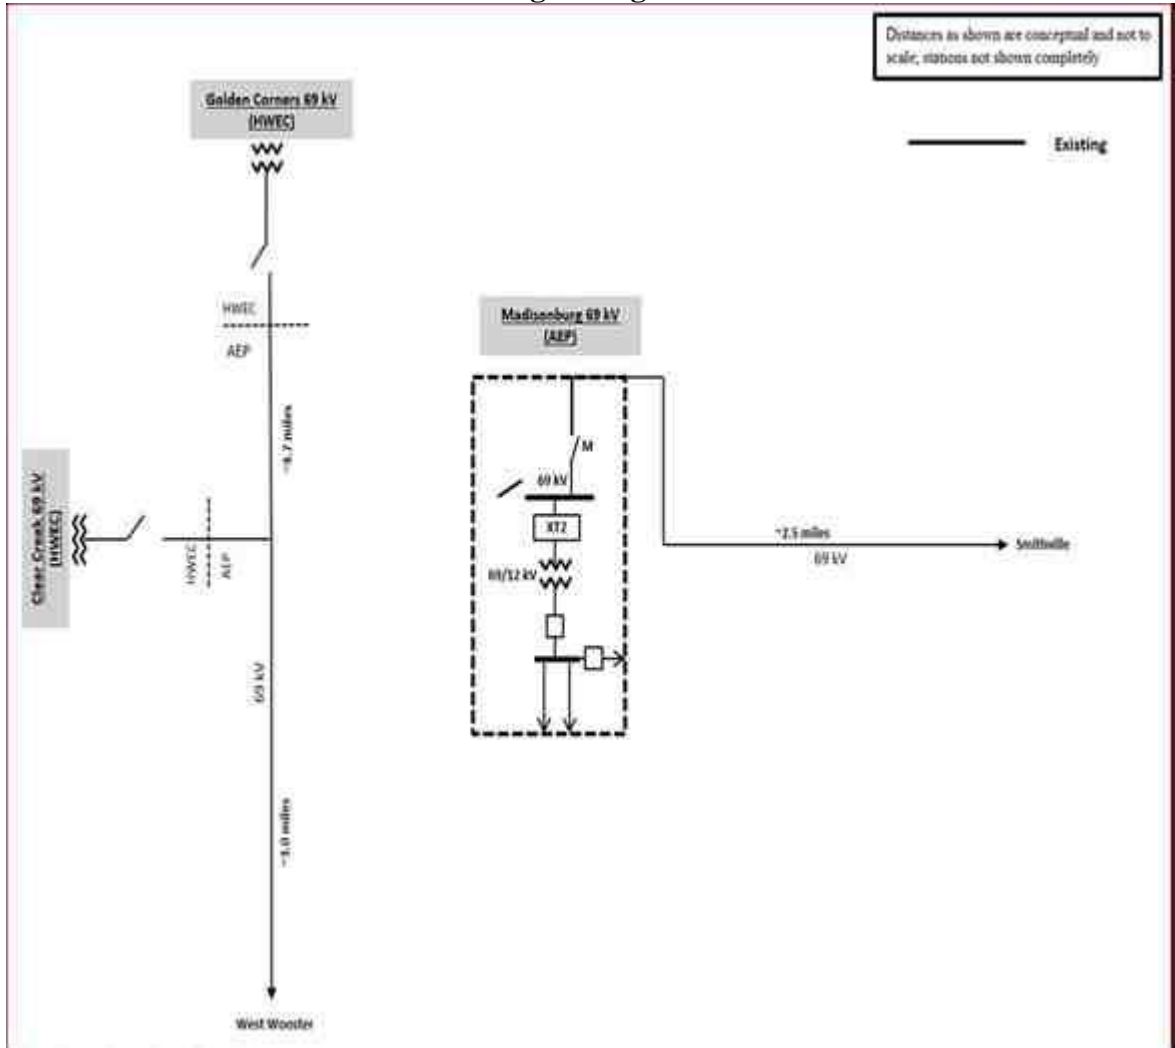 Distances as shown are conceptual and not to
scale; stations not shown completely
Existing
Golden Corners 69 kV
(HWEC)
HWEC
AEP
Madisonburg 69 kV
(AEP)
M
69 kV
XT2
69/12 kV
Clear Creek 69 kV
(HWEC)
HWEC
AEP
~2.5 miles
69 kV
Smithville
69 kV
West Wooster